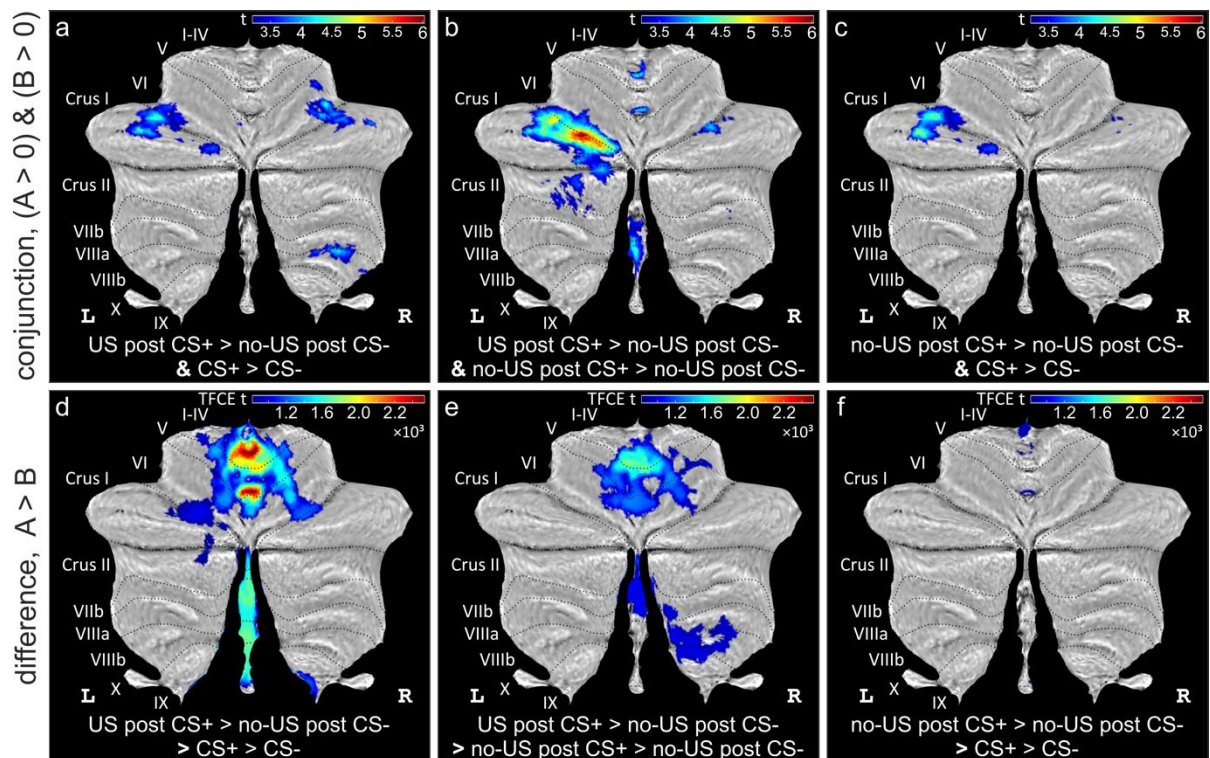 conjunction, (A > 0) & (B > 0)
a
t
3.5 4 4.5 5 5.5 6
I-IV
V
VI
Crus I
Crus II
VIIb
VIIIa
VIIIb
X
IX
L
R
US post CS+ > no-US post CS-
& CS+ > CS-
b
t
3.5 4 4.5 5 5.5 6
I-IV
V
VI
Crus I
Crus II
VIIb
VIIIa
VIIIb
X
IX
L
R
US post CS+ > no-US post CS-
& no-US post CS+ > no-US post CS-
c
t
3.5 4 4.5 5 5.5 6
I-IV
V
VI
Crus I
Crus II
VIIb
VIIIa
VIIIb
X
IX
L
R
no-US post CS+ > no-US post CS-
& CS+ > CS-
difference, A > B
d
TFCE t
1.2 1.6 2.0 2.2
×10³
I-IV
V
VI
Crus I
Crus II
VIIb
VIIIa
VIIIb
X
IX
L
R
US post CS+ > no-US post CS-
> CS+ > CS-
e
TFCE t
1.2 1.6 2.0 2.2
×10³
I-IV
V
VI
Crus I
Crus II
VIIb
VIIIa
VIIIb
X
IX
L
R
US post CS+ > no-US post CS-
> no-US post CS+ > no-US post CS-
f
TFCE t
1.2 1.6 2.0 2.2
×10³
I-IV
V
VI
Crus I
Crus II
VIIb
VIIIa
VIIIb
X
IX
L
R
no-US post CS+ > no-US post CS-
> CS+ > CS-